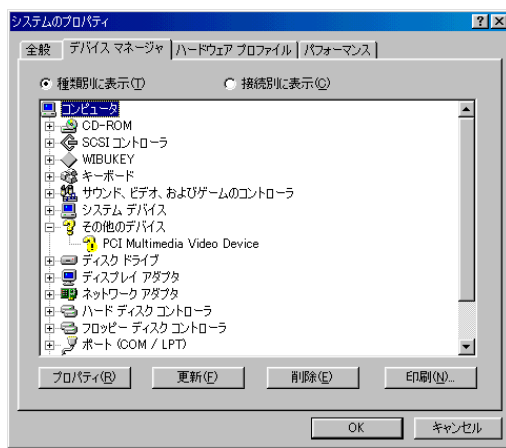 システムのプロパティ
全般 デバイス マネージャ ハードウェア プロファイル パフォーマンス
種類別に表示(T) 接続別に表示(C)
コンピュータ
CD-ROM
SCSI コントローラ
WIBUKEY
キーボード
サウンド、ビデオ、およびゲームのコントローラ
システム デバイス
その他のデバイス
PCI Multimedia Video Device
ディスク ドライブ
ディスプレイ アダプタ
ネットワーク アダプタ
ハード ディスク コントローラ
フロッピー ディスク コントローラ
ポート (COM / LPT)
プロパティ(R) 更新(F) 削除(E) 印刷(N)...
OK キャンセル